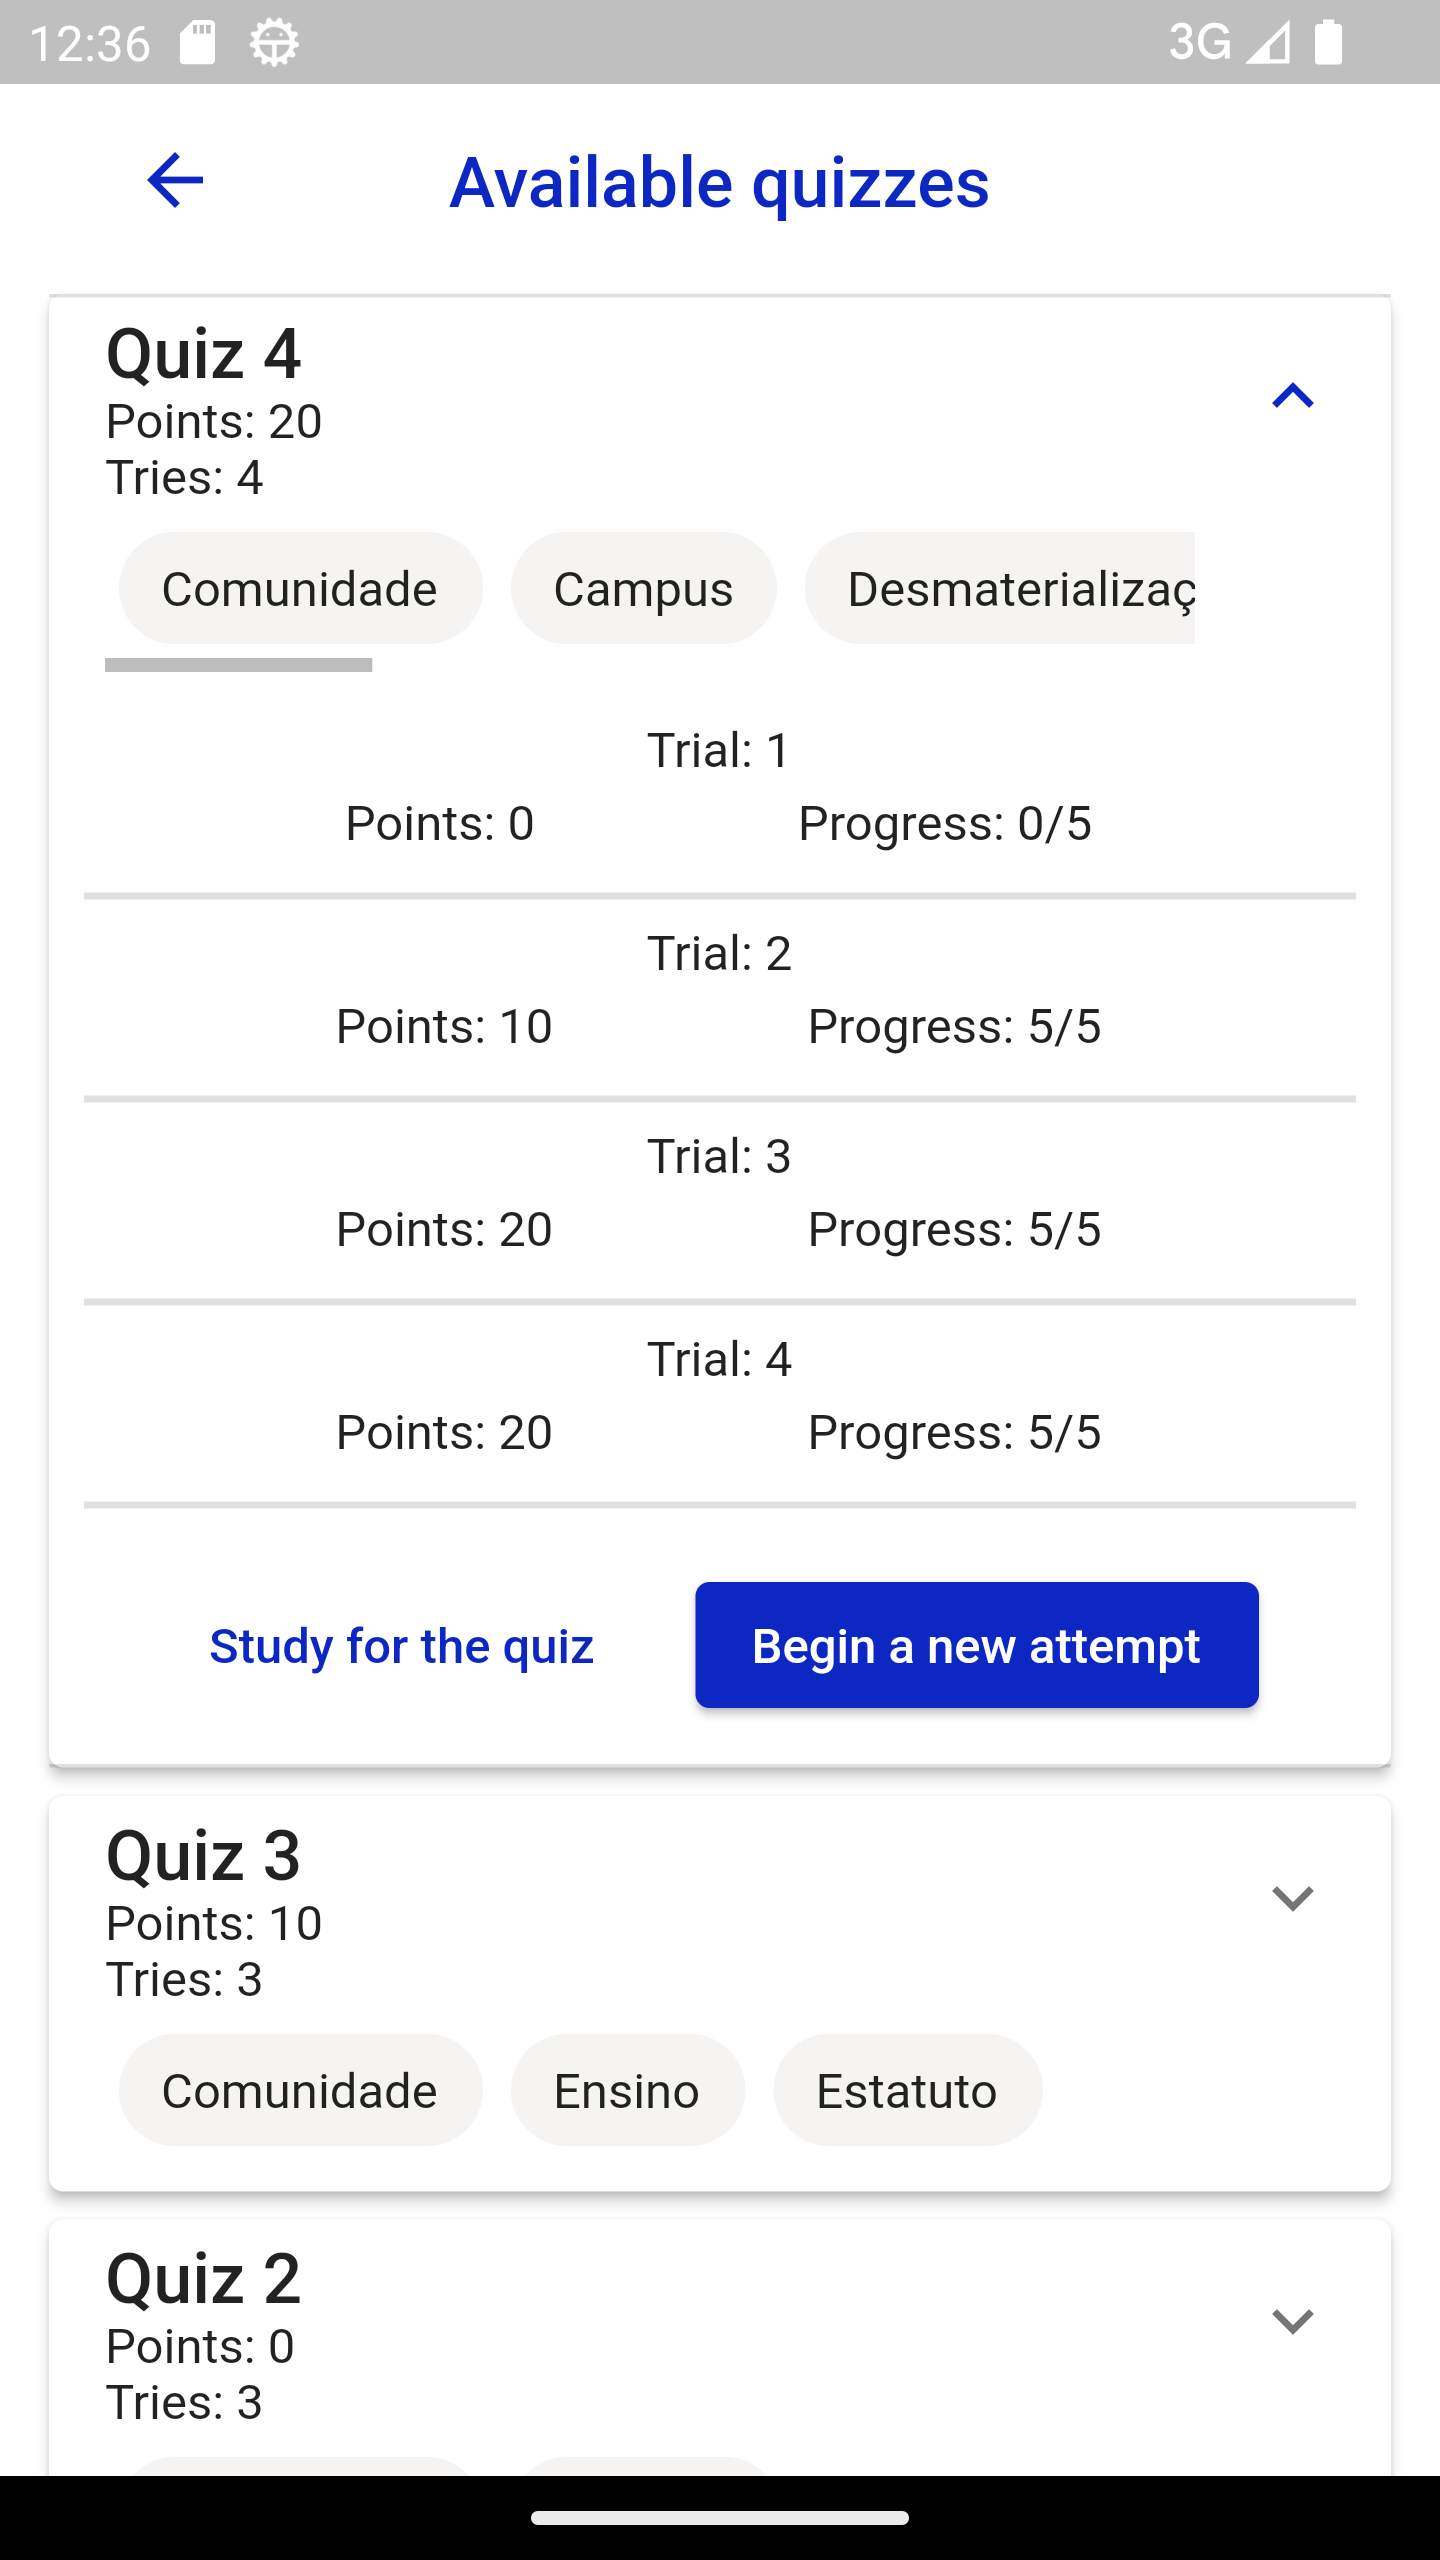 12:36 3G
Available quizzes
Quiz 4
Points: 20
Tries: 4
Comunidade Campus Desmaterializaç
Trial: 1
Points: 0 Progress: 0/5
Trial: 2
Points: 10 Progress: 5/5
Trial: 3
Points: 20 Progress: 5/5
Trial: 4
Points: 20 Progress: 5/5
Study for the quiz Begin a new attempt
Quiz 3
Points: 10
Tries: 3
Comunidade Ensino Estatuto
Quiz 2
Points: 0
Tries: 3